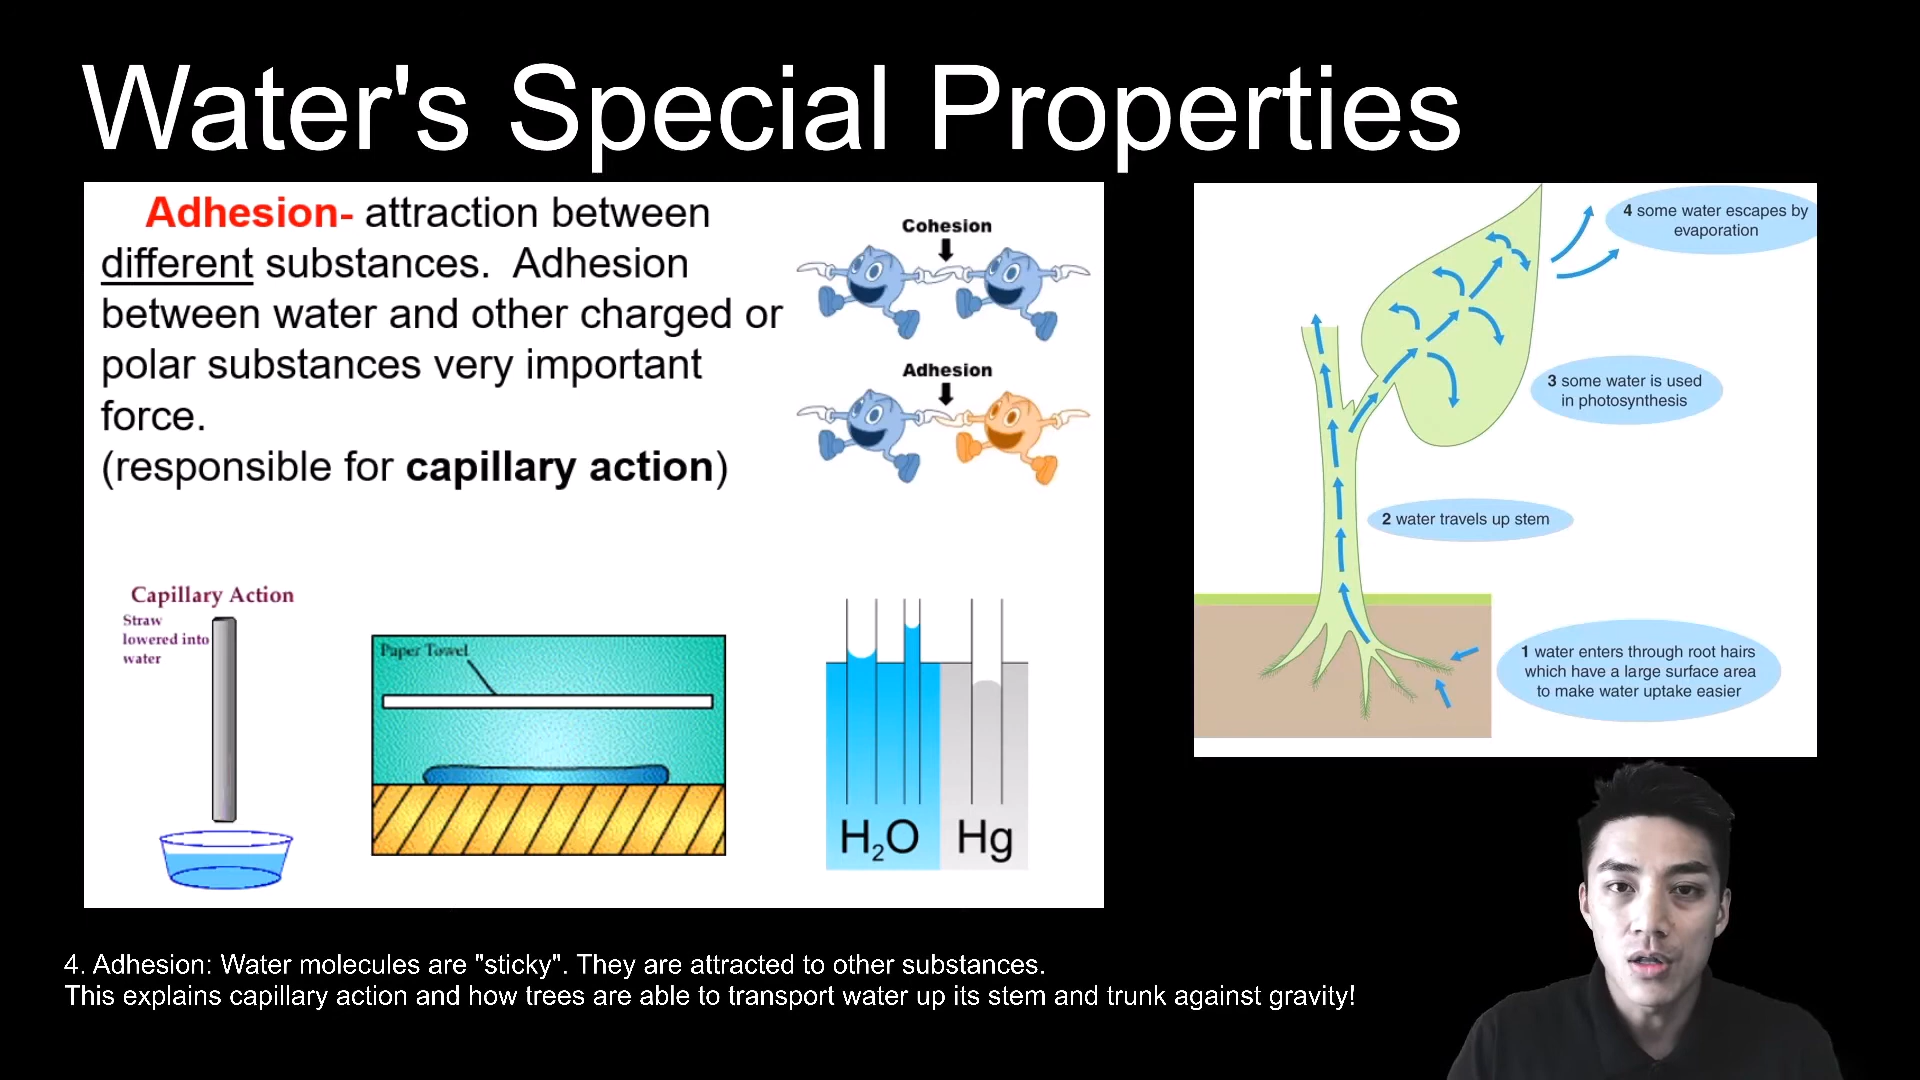 Water's Special Properties
Adhesion- attraction between
different substances. Adhesion
between water and other charged or
polar substances very important
force.
(responsible for capillary action)
Cohesion
Adhesion
Capillary Action
Straw
lowered into
water
Paper Towel
H₂O
Hg
4 some water escapes by
evaporation
3 some water is used
in photosynthesis
2 water travels up stem
1 water enters through root hairs
which have a large surface area
to make water uptake easier
4. Adhesion: Water molecules are "sticky". They are attracted to other substances.
This explains capillary action and how trees are able to transport water up its stem and trunk against gravity!